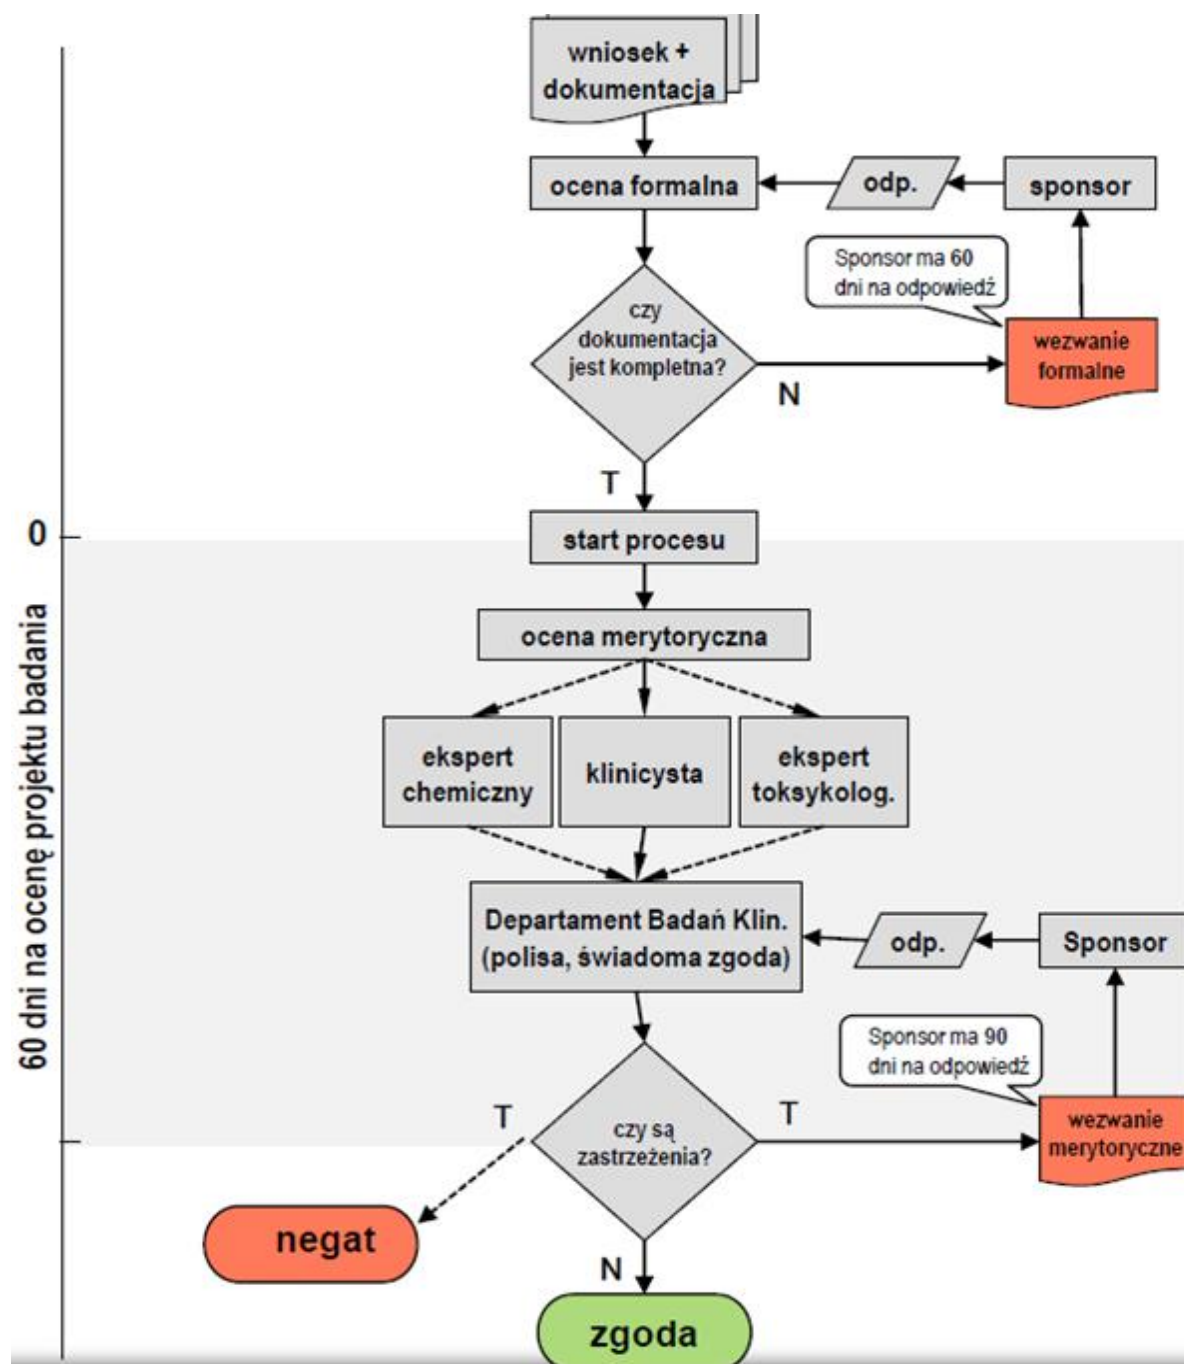 wniosek +
dokumentacja
ocena formalna
odp.
sponsor
Sponsor ma 60
dni na odpowiedź
czy
dokumentacja
jest kompletna?
wezwanie
formalne
N
T
0
start procesu
60 dni na ocenę projektu badania
ocena merytoryczna
ekspert
chemiczny
klinicysta
ekspert
toksykolog.
Departament Badań Klin.
(polisa, świadoma zgoda)
odp.
Sponsor
Sponsor ma 90
dni na odpowiedź
T
T
czy są
zastrzeżenia?
wezwanie
merytoryczne
negat
N
zgoda